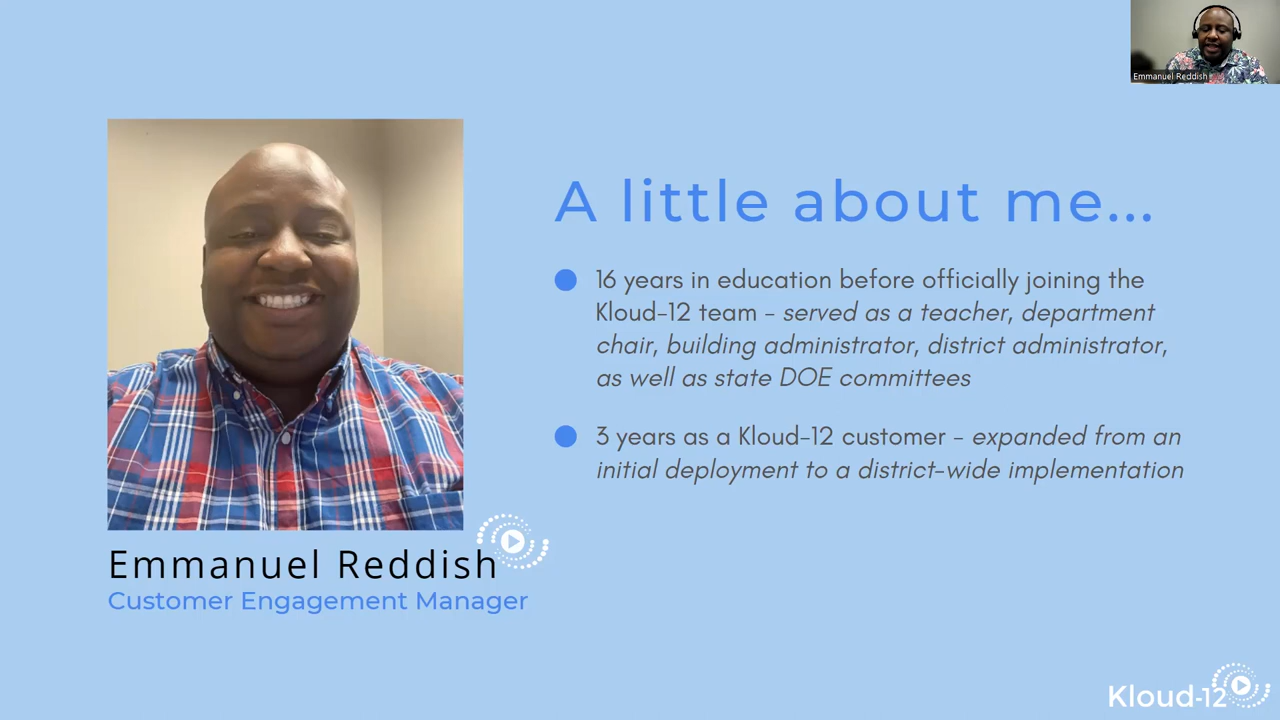 Emmanuel Reddish
A little about me...
16 years in education before officially joining the
Kloud-12 team - served as a teacher, department
chair, building administrator, district administrator,
as well as state DOE committees
3 years as a Kloud-12 customer - expanded from an
initial deployment to a district-wide implementation
Emmanuel Reddish
Customer Engagement Manager
Kloud-12